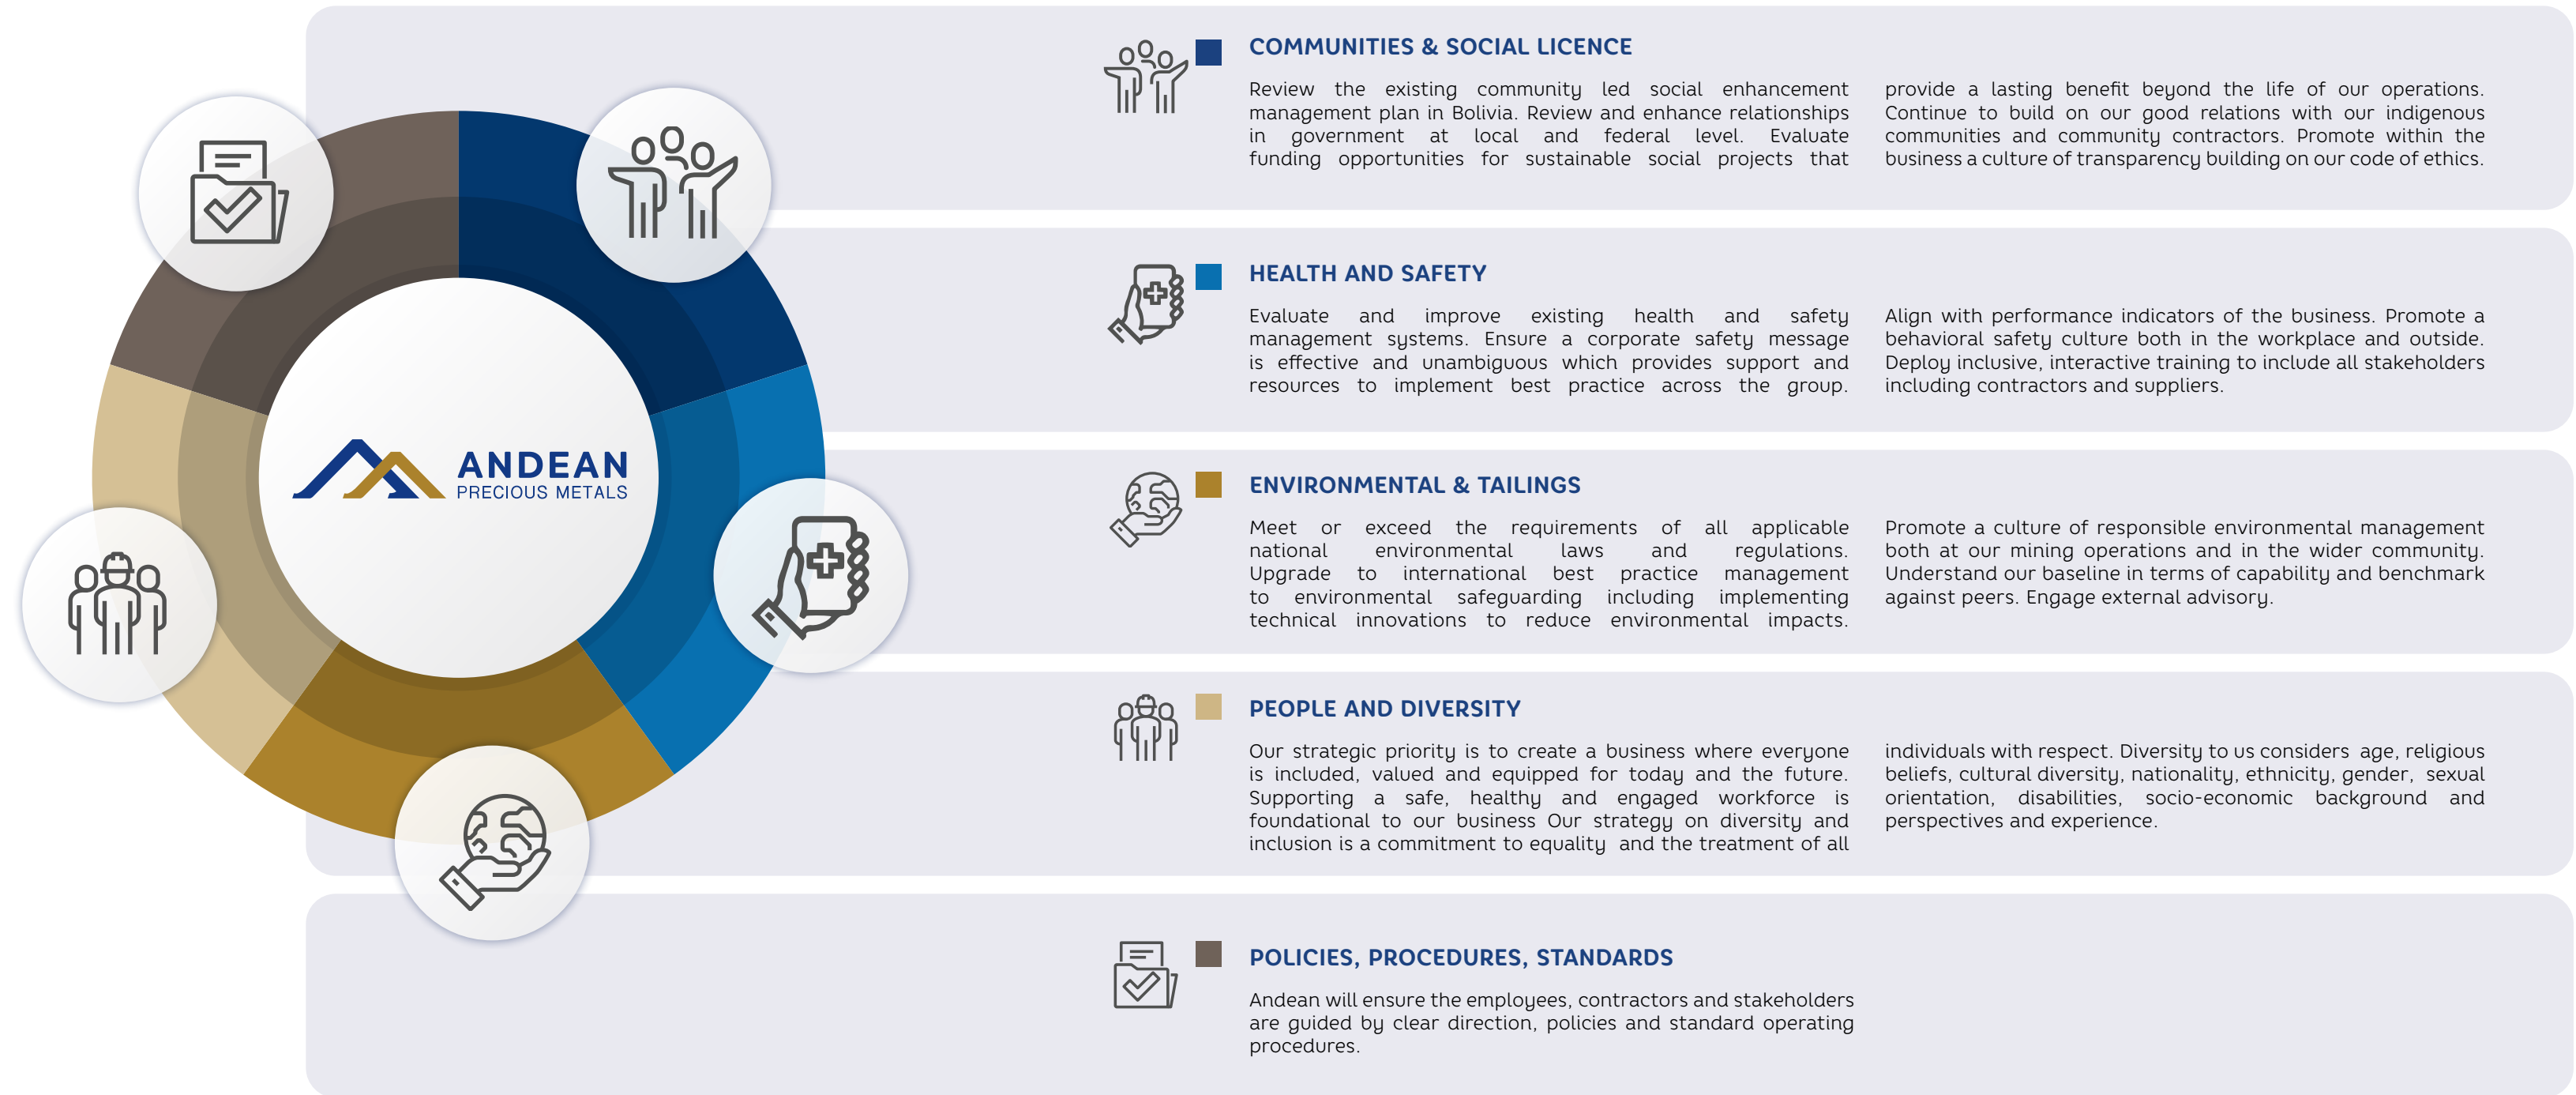 ANDEAN
PRECIOUS METALS
COMMUNITIES & SOCIAL LICENCE
Review the existing community led social enhancement
management plan in Bolivia. Review and enhance relationships
in government at local and federal level. Evaluate
funding opportunities for sustainable social projects that
provide a lasting benefit beyond the life of our operations.
Continue to build on our good relations with our indigenous
communities and community contractors. Promote within the
business a culture of transparency building on our code of ethics.
HEALTH AND SAFETY
Evaluate and improve existing health and safety
management systems. Ensure a corporate safety message
is effective and unambiguous which provides support and
resources to implement best practice across the group.
Align with performance indicators of the business. Promote a
behavioral safety culture both in the workplace and outside.
Deploy inclusive, interactive training to include all stakeholders
including contractors and suppliers.
ENVIRONMENTAL & TAILINGS
Meet or exceed the requirements of all applicable
national environmental laws and regulations.
Upgrade to international best practice management
to environmental safeguarding including implementing
technical innovations to reduce environmental impacts.
Promote a culture of responsible environmental management
both at our mining operations and in the wider community.
Understand our baseline in terms of capability and benchmark
against peers. Engage external advisory.
PEOPLE AND DIVERSITY
Our strategic priority is to create a business where everyone
is included, valued and equipped for today and the future.
Supporting a safe, healthy and engaged workforce is
foundational to our business Our strategy on diversity and
inclusion is a commitment to equality and the treatment of all
individuals with respect. Diversity to us considers age, religious
beliefs, cultural diversity, nationality, ethnicity, gender, sexual
orientation, disabilities, socio-economic background and
perspectives and experience.
POLICIES, PROCEDURES, STANDARDS
Andean will ensure the employees, contractors and stakeholders
are guided by clear direction, policies and standard operating
procedures.